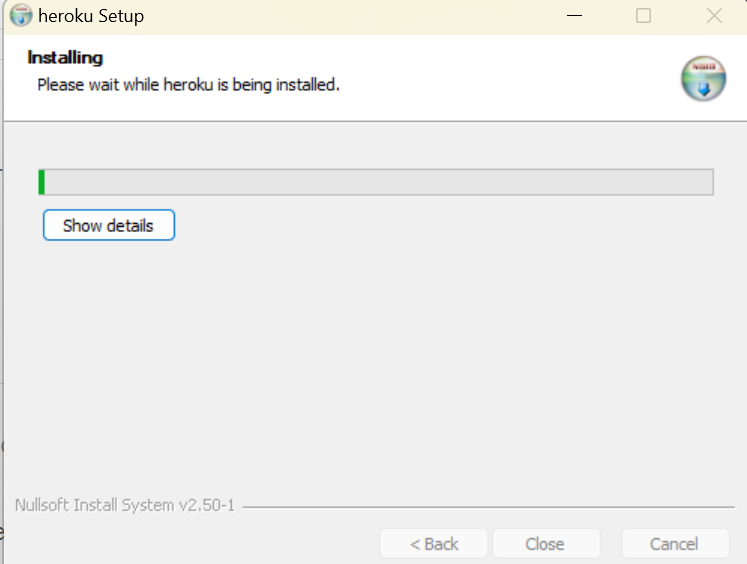 heroku Setup
Installing
Please wait while heroku is being installed.
Show details
Nullsoft Install System v2.50-1
< Back
Close
Cancel